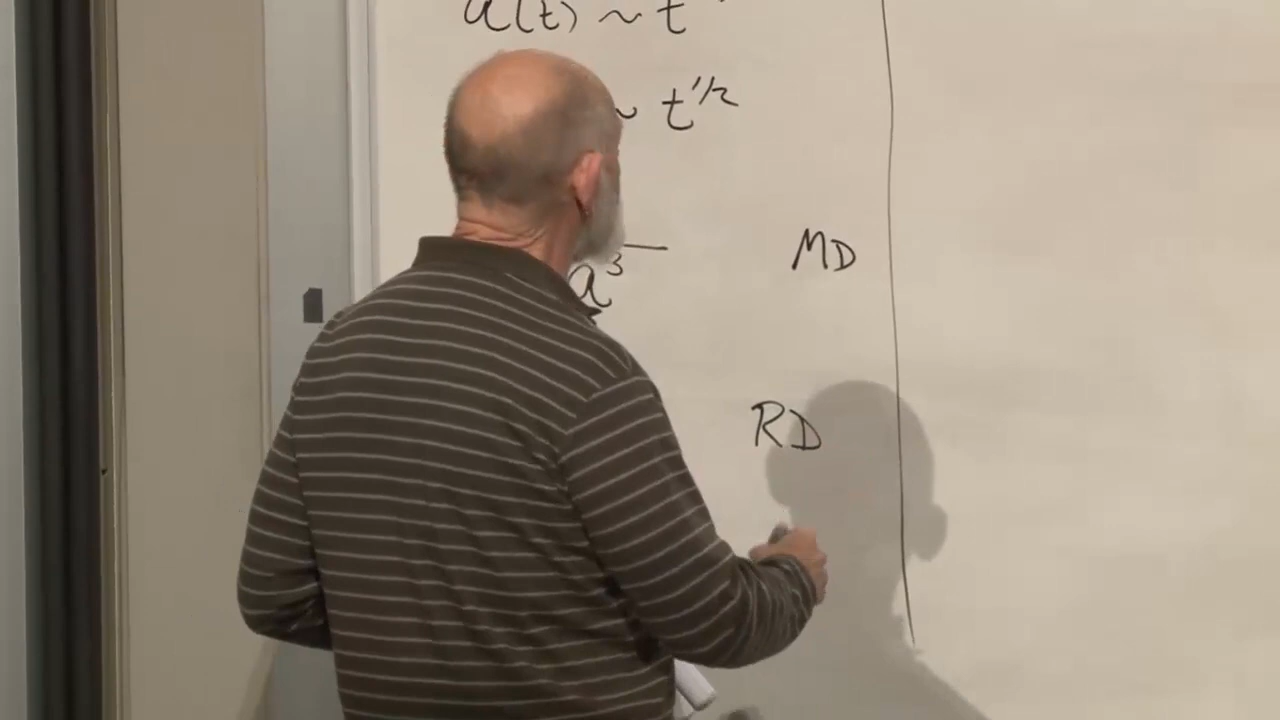 a(t) ~ t
~ t^{1/2}
MD
a^3
RD